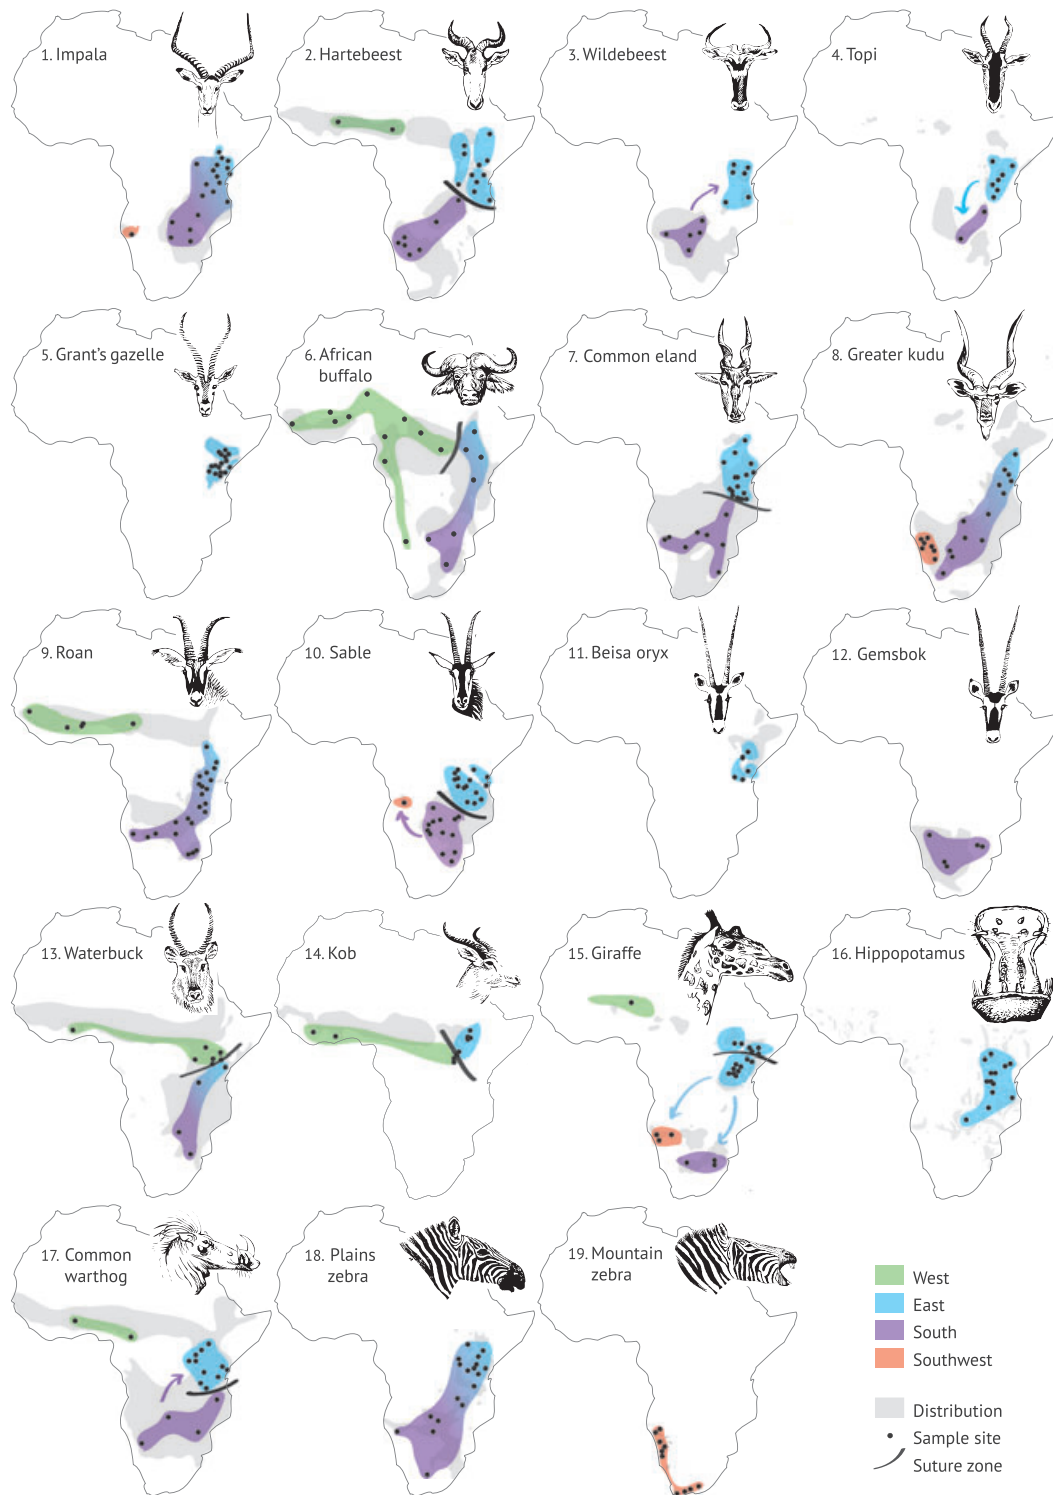 1. Impala
2. Hartebeest
3. Wildebeest
4. Topi
5. Grant's gazelle
6. African
buffalo
7. Common eland
8. Greater kudu
9. Roan
10. Sable
11. Beisa oryx
12. Gemsbok
13. Waterbuck
14. Kob
15. Giraffe
16. Hippopotamus
17. Common
warthog
18. Plains
zebra
19. Mountain
zebra
West
East
South
Southwest
Distribution
Sample site
Suture zone